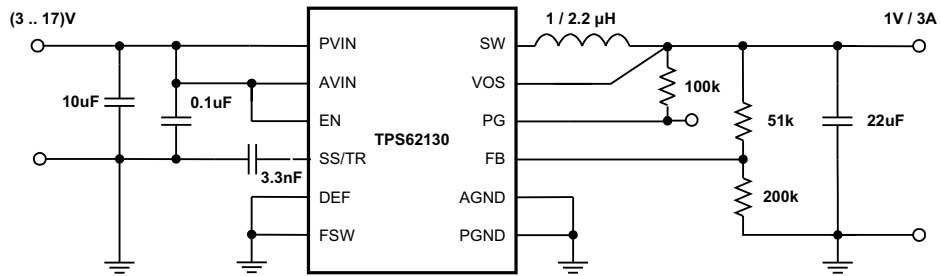 (3 .. 17)V
1 / 2.2 µH
1V / 3A
PVIN
SW
AVIN
VOS
10uF
0.1uF
100k
EN
PG
51k
22uF
TPS62130
SS/TR
FB
3.3nF
DEF
AGND
200k
FSW
PGND